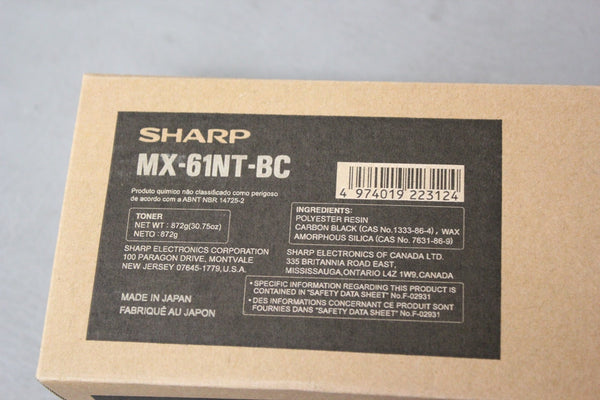 SHARP
MX-61NT-BC
4 974019 223124
Produto químico não classificado como perigoso
de acordo com a ABNT NBR 14725-2
TONER
NET WT : 872g(30.75oz)
NETO : 872g
INGREDIENTS:
POLYESTER RESIN
CARBON BLACK (CAS No.1333-86-4), WAX
AMORPHOUS SILICA (CAS No. 7631-86-9)
SHARP ELECTRONICS CORPORATION
100 PARAGON DRIVE, MONTVALE
NEW JERSEY 07645-1779, U.S.A.
SHARP ELECTRONICS OF CANADA LTD.
335 BRITANNIA ROAD EAST,
MISSISSAUGA,ONTARIO L4Z 1W9,CANADA
• SPECIFIC INFORMATION REGARDING THIS PRODUCT IS
CONTAINED IN "SAFETY DATA SHEET" No.F-02931
• DES INFORMATIONS CONCERNANT CE PRODUIT SONT
FOURNIES DANS "SAFETY DATA SHEET" No.F-02931
MADE IN JAPAN
FABRIQUÉ AU JAPON